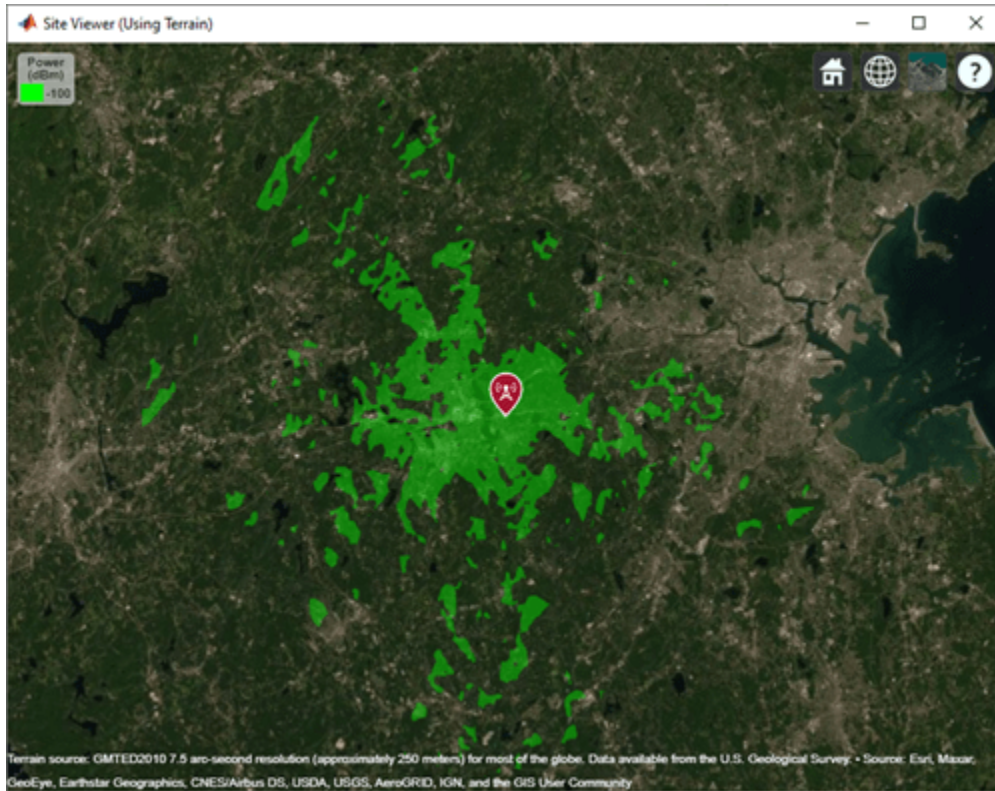 Site Viewer (Using Terrain)
Power
(dBm)
-100
?
Terrain source: GMTED2010 7.5 arc-second resolution (approximately 250 meters) for most of the globe. Data available from the U.S. Geological Survey. • Source: Esri, Maxar,
GeoEye, Earthstar Geographics, CNES/Airbus DS, USDA, USGS, AeroGRID, IGN, and the GIS User Community